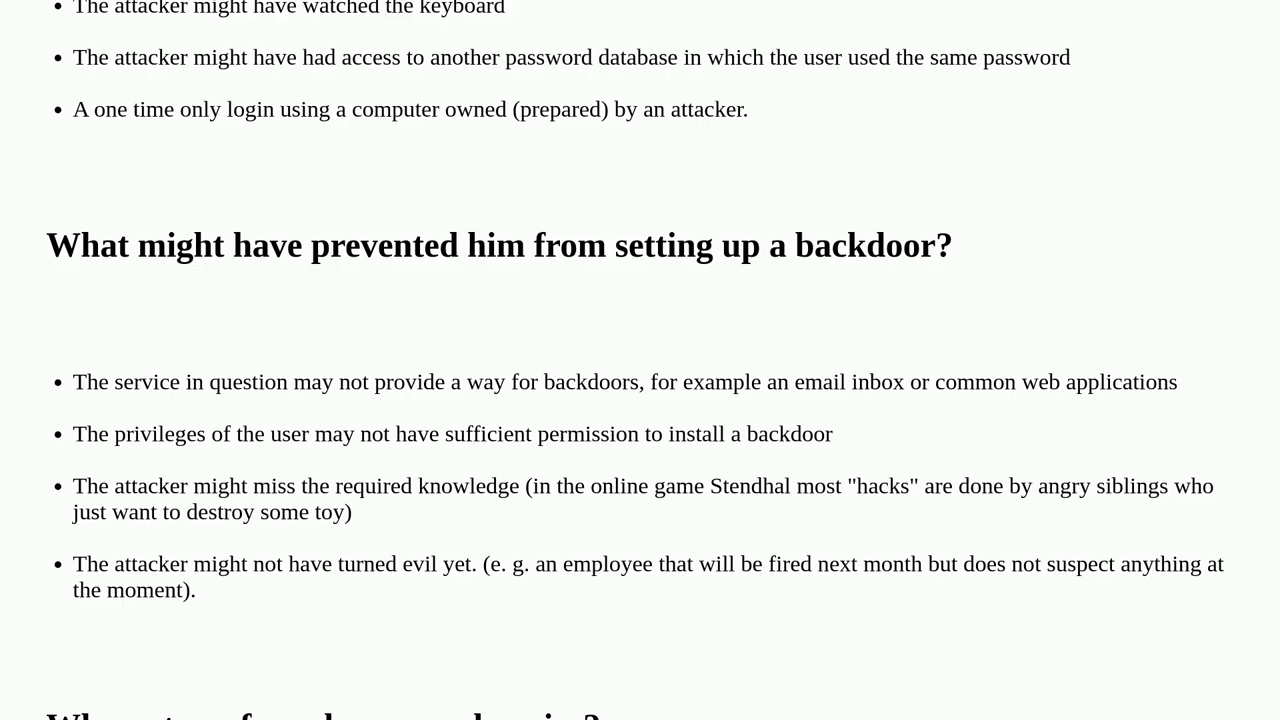 The attacker might have watched the keyboard
The attacker might have had access to another password database in which the user used the same password
A one time only login using a computer owned (prepared) by an attacker.
What might have prevented him from setting up a backdoor?
The service in question may not provide a way for backdoors, for example an email inbox or common web applications
The privileges of the user may not have sufficient permission to install a backdoor
The attacker might miss the required knowledge (in the online game Stendhal most "hacks" are done by angry siblings who
just want to destroy some toy)
The attacker might not have turned evil yet. (e. g. an employee that will be fired next month but does not suspect anything at
the moment).